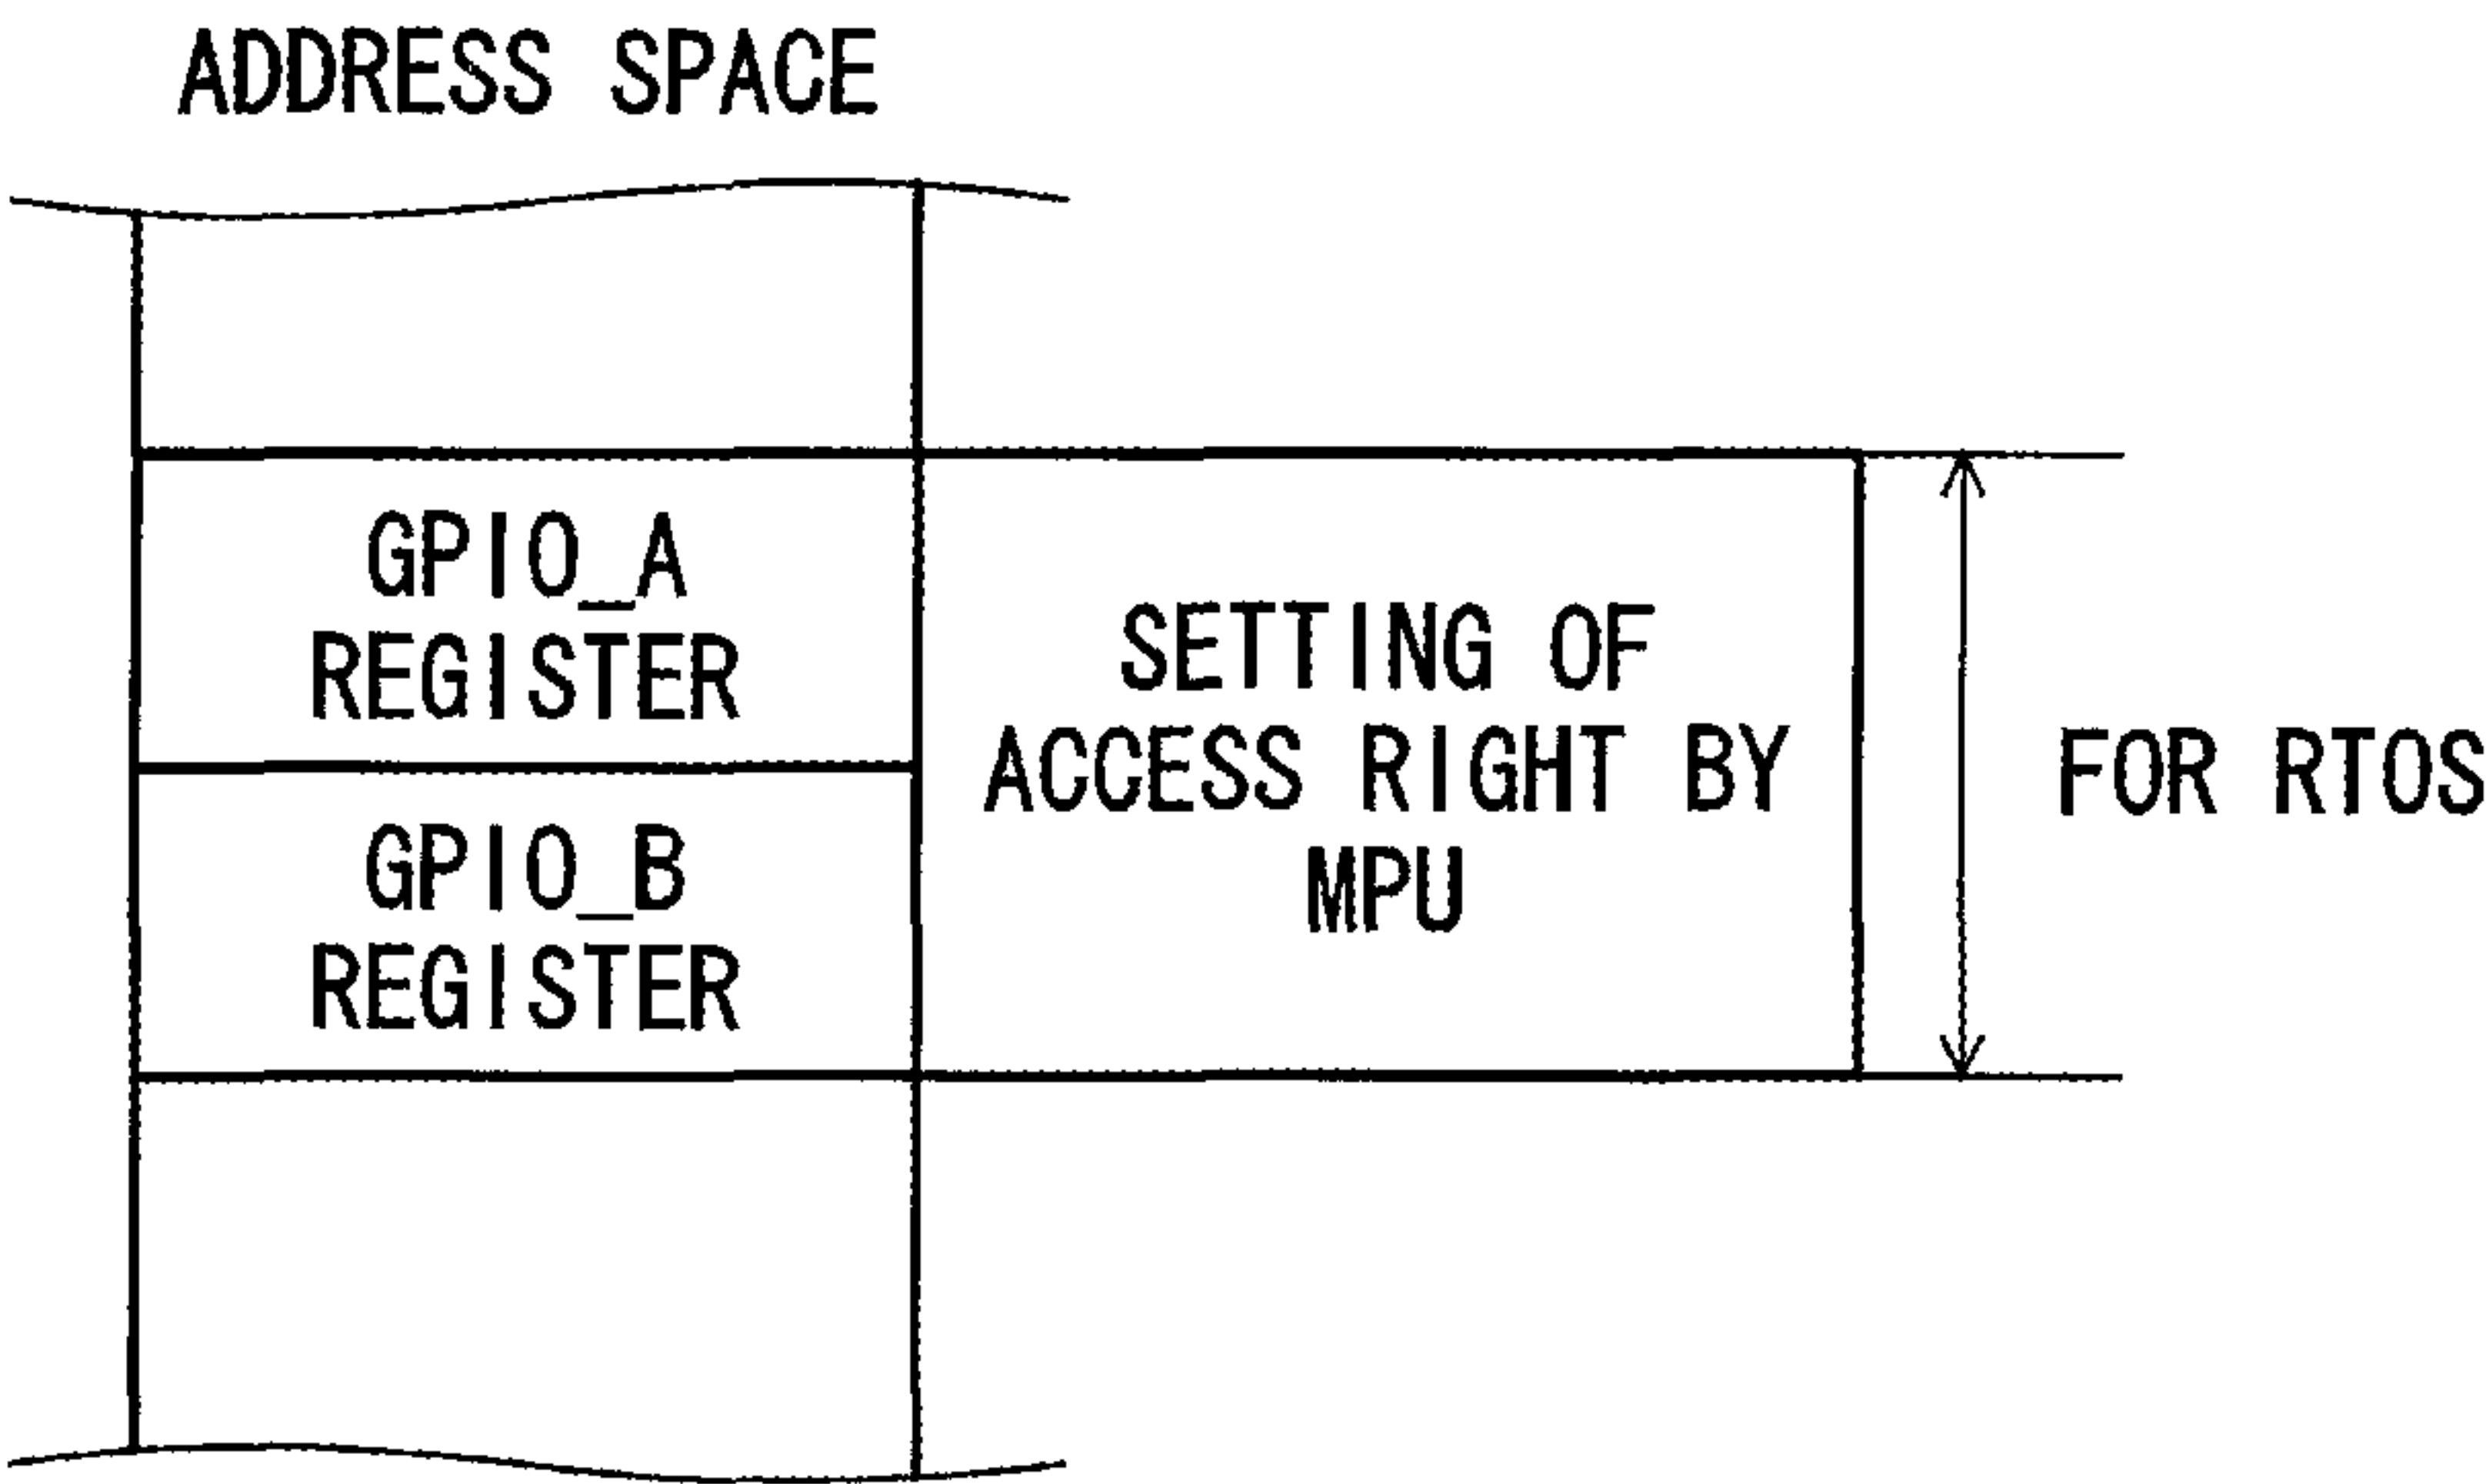 ADDRESS SPACE
GPIO_A
REGISTER
SETTING OF
ACCESS RIGHT BY
MPU
FOR RTOS
GPIO_B
REGISTER